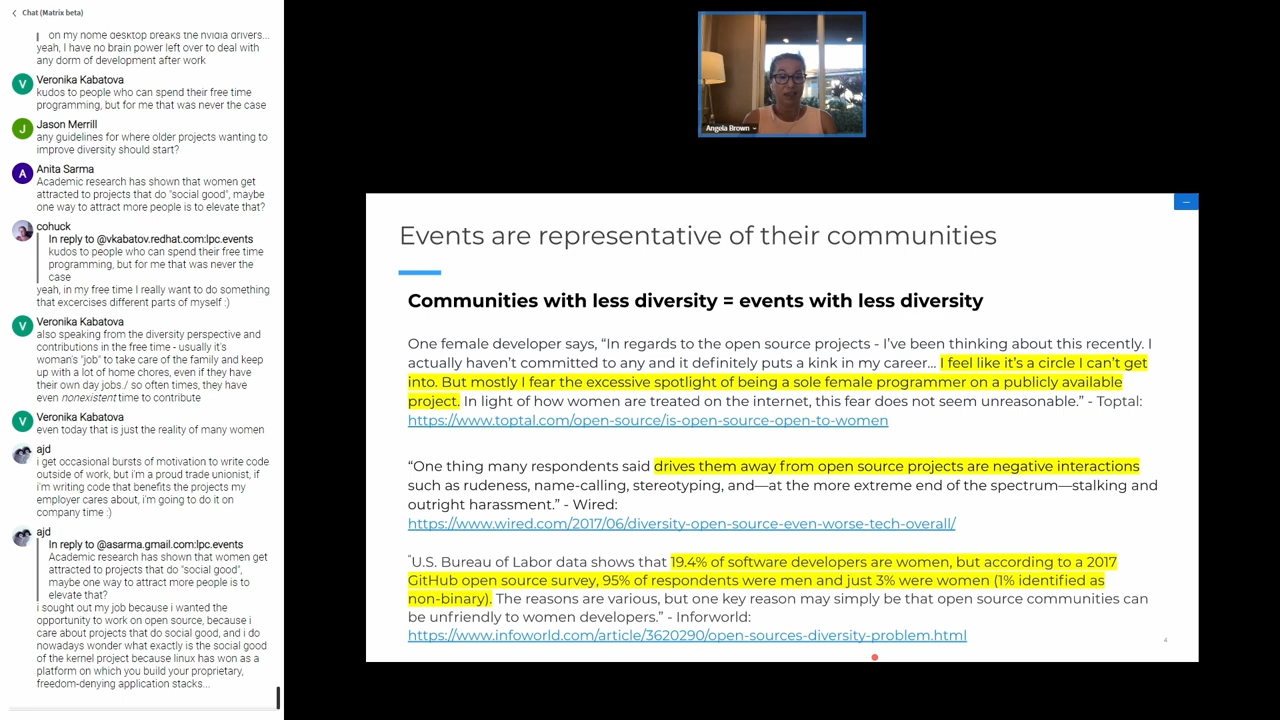 Chat (Matrix beta)
on my home desktop breaks the nvidia drivers...
yeah, I have no brain power left over to deal with
any dorm of development after work
V
Veronika Kabatova
kudos to people who can spend their free time
programming, but for me that was never the case
J
Jason Merrill
any guidelines for where older projects wanting to
improve diversity should start?
A
Anita Sarma
Academic research has shown that women get
attracted to projects that do "social good", maybe
one way to attract more people is to elevate that?
cohuck
In reply to @vkabatov.redhat.com:lpc.events
kudos to people who can spend their free time
programming, but for me that was never the
case
yeah, in my free time I really want to do something
that excercises different parts of myself :)
V
Veronika Kabatova
also speaking from the diversity perspective and
contributions in the free time - usually it's
woman's "job" to take care of the family and keep
up with a lot of home chores, even if they have
their own day jobs./ so often times, they have
even nonexistent time to contribute
V
Veronika Kabatova
even today that is just the reality of many women
ajd
i get occasional bursts of motivation to write code
outside of work, but i'm a proud trade unionist, if
i'm writing code that benefits the projects my
employer cares about, i'm going to do it on
company time :)
ajd
In reply to @asarma.gmail.com:lpc.events
Academic research has shown that women get
attracted to projects that do "social good",
maybe one way to attract more people is to
elevate that?
i sought out my job because i wanted the
opportunity to work on open source, because i
care about projects that do social good, and i do
nowadays wonder what exactly is the social good
of the kernel project because linux has won as a
platform on which you build your proprietary,
freedom-denying application stacks...
Angela Brown
Events are representative of their communities
Communities with less diversity = events with less diversity
One female developer says, “In regards to the open source projects - I’ve been thinking about this recently. I
actually haven’t committed to any and it definitely puts a kink in my career... I feel like it’s a circle I can’t get
into. But mostly I fear the excessive spotlight of being a sole female programmer on a publicly available
project. In light of how women are treated on the internet, this fear does not seem unreasonable.” - Toptal:
https://www.toptal.com/open-source/is-open-source-open-to-women
“One thing many respondents said drives them away from open source projects are negative interactions
such as rudeness, name-calling, stereotyping, and—at the more extreme end of the spectrum—stalking and
outright harassment.” - Wired:
https://www.wired.com/2017/06/diversity-open-source-even-worse-tech-overall/
"U.S. Bureau of Labor data shows that 19.4% of software developers are women, but according to a 2017
GitHub open source survey, 95% of respondents were men and just 3% were women (1% identified as
non-binary). The reasons are various, but one key reason may simply be that open source communities can
be unfriendly to women developers.” - Inforworld:
https://www.infoworld.com/article/3620290/open-sources-diversity-problem.html
4